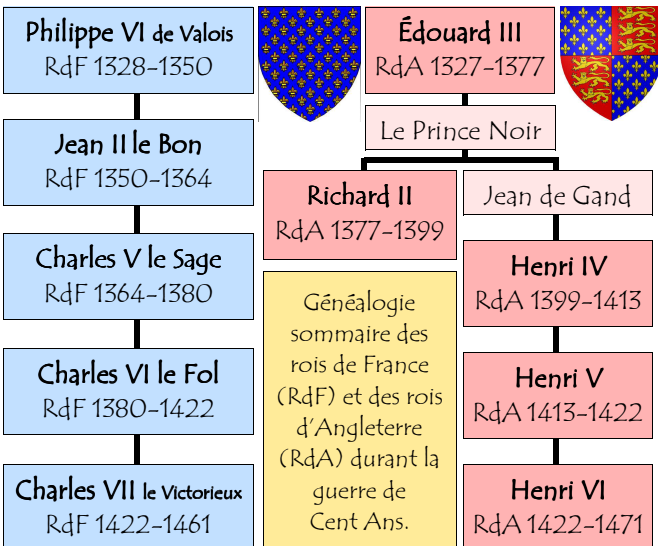 Philippe VI de Valois
RdF 1328-1350
Jean II le Bon
RdF 1350-1364
Charles V le Sage
RdF 1364-1380
Charles VI le Fol
RdF 1380-1422
Charles VII le Victorieux
RdF 1422-1461
Édouard III
RdA 1327-1377
Le Prince Noir
Richard II
RdA 1377-1399
Jean de Gand
Henri IV
RdA 1399-1413
Henri V
RdA 1413-1422
Henri VI
RdA 1422-1471
Généalogie
sommaire des
rois de France
(RdF) et des rois
d'Angleterre
(RdA) durant la
guerre de
Cent Ans.